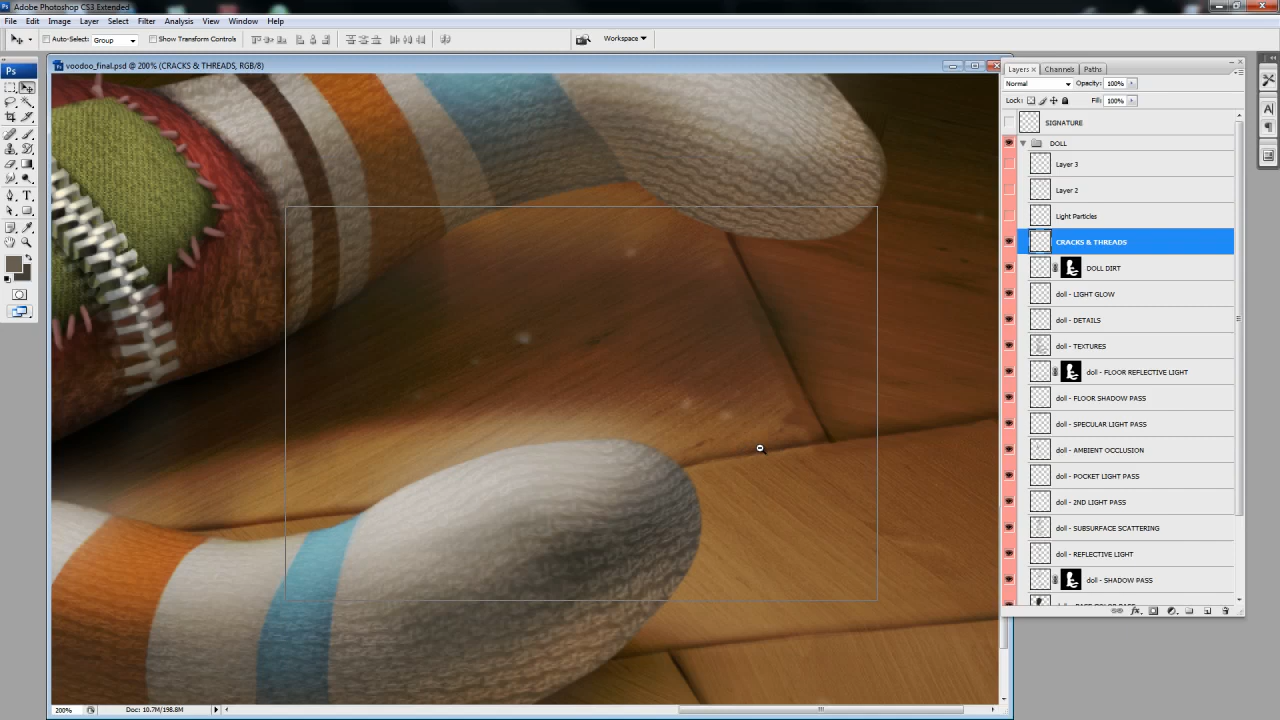 Ps Adobe Photoshop CS3 Extended
File Edit Image Layer Select Filter Analysis View Window Help
Auto-Select: Group Show Transform Controls Workspace
Ps
voodoo_final.psd @ 200% (CRACKS & THREADS, RGB/8)
Layers x Channels Paths
Normal Opacity: 100%
Lock: Fill: 100%
SIGNATURE
DOLL
Layer 3
Layer 2
Light Particles
CRACKS & THREADS
DOLL DIRT
doll - LIGHT GLOW
doll - DETAILS
doll - TEXTURES
doll - FLOOR REFLECTIVE LIGHT
doll - FLOOR SHADOW PASS
doll - SPECULAR LIGHT PASS
doll - AMBIENT OCCLUSION
doll - POCKET LIGHT PASS
doll - 2ND LIGHT PASS
doll - SUBSURFACE SCATTERING
doll - REFLECTIVE LIGHT
doll - SHADOW PASS
200% Doc: 10.7M/198.8M